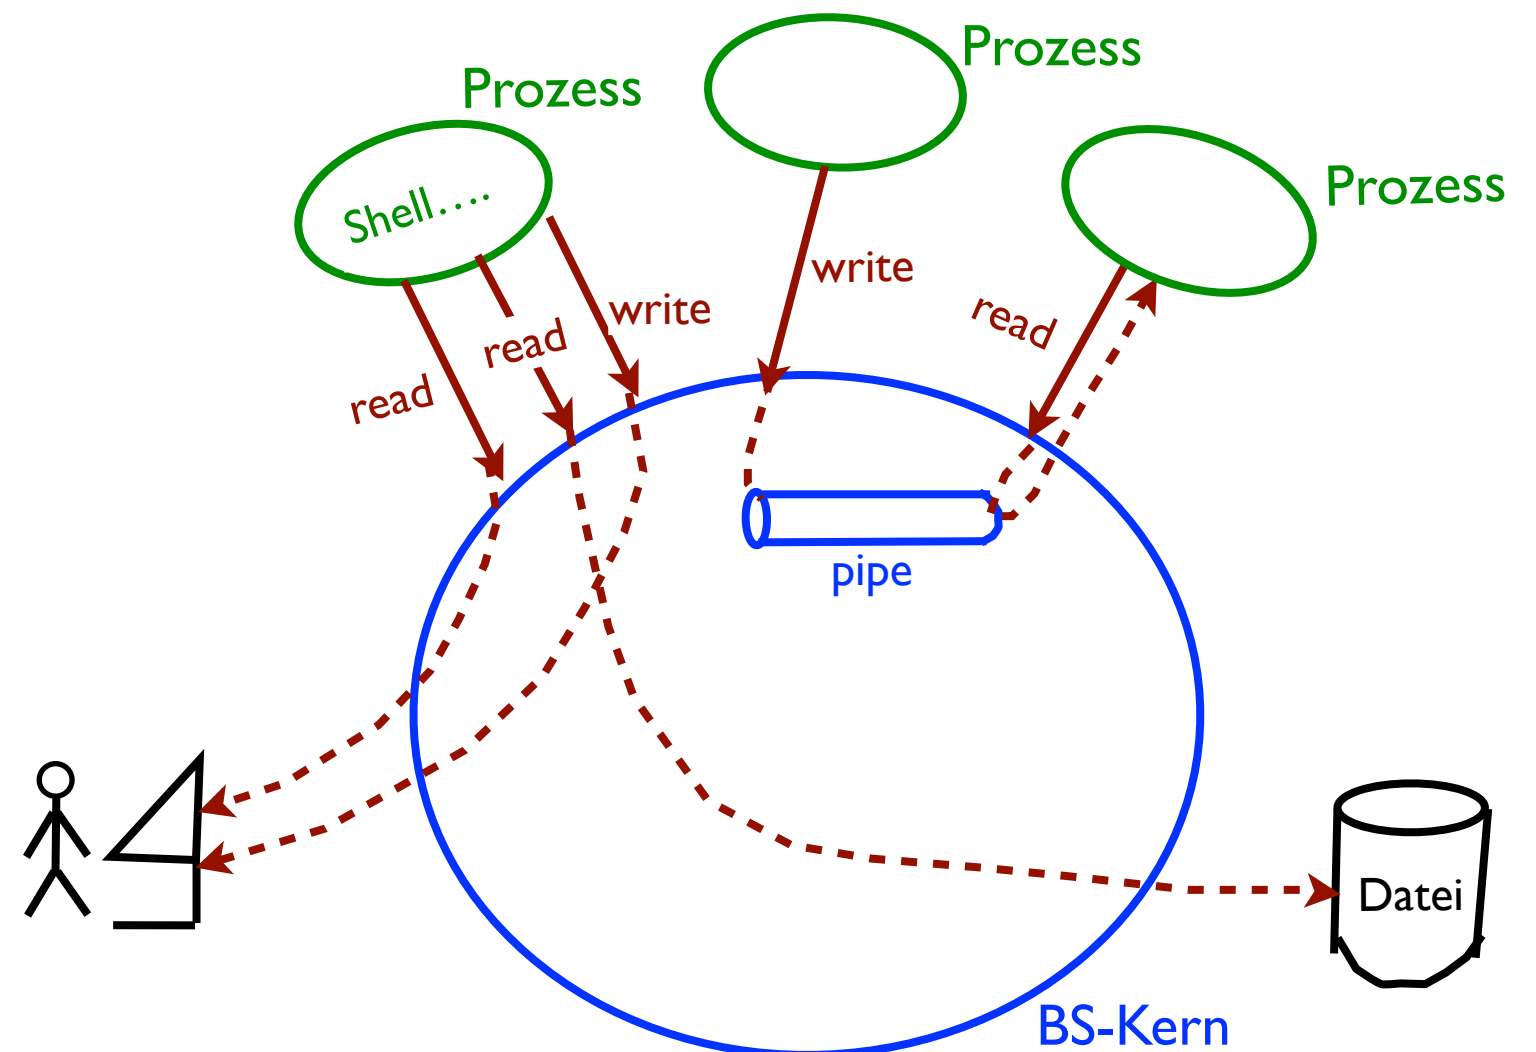 Prozess
Prozess
Prozess
Shell....
write
write
read
read
read
pipe
Datei
BS-Kern